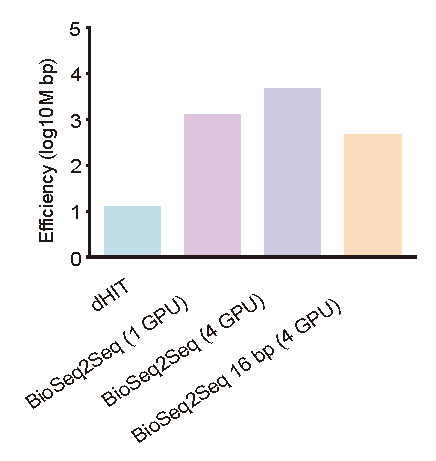 Efficiency (log10M bp)
5
4
3
2
1
0
dHIT
BioSeq2Seq (1 GPU)
BioSeq2Seq (4 GPU)
BioSeq2Seq 16 bp (4 GPU)